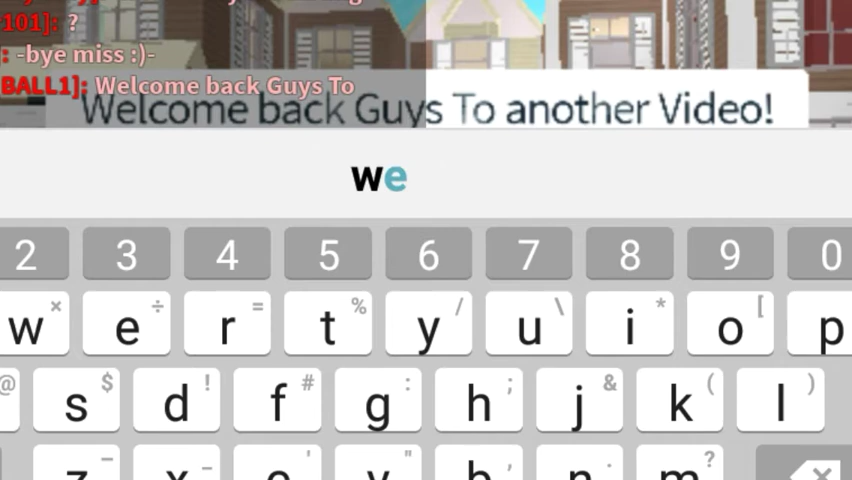 101]: ?
: -bye miss :)-
BALL1]: Welcome back Guys To
Welcome back Guys To another Video!
we
2 3 4 5 6 7 8 9 0
w × e ÷ r = t % y / u \ i * o [ p
@ s $ d ! f # g : h ; j & k ( l )
z _ x - c ' v " b , n . m ?